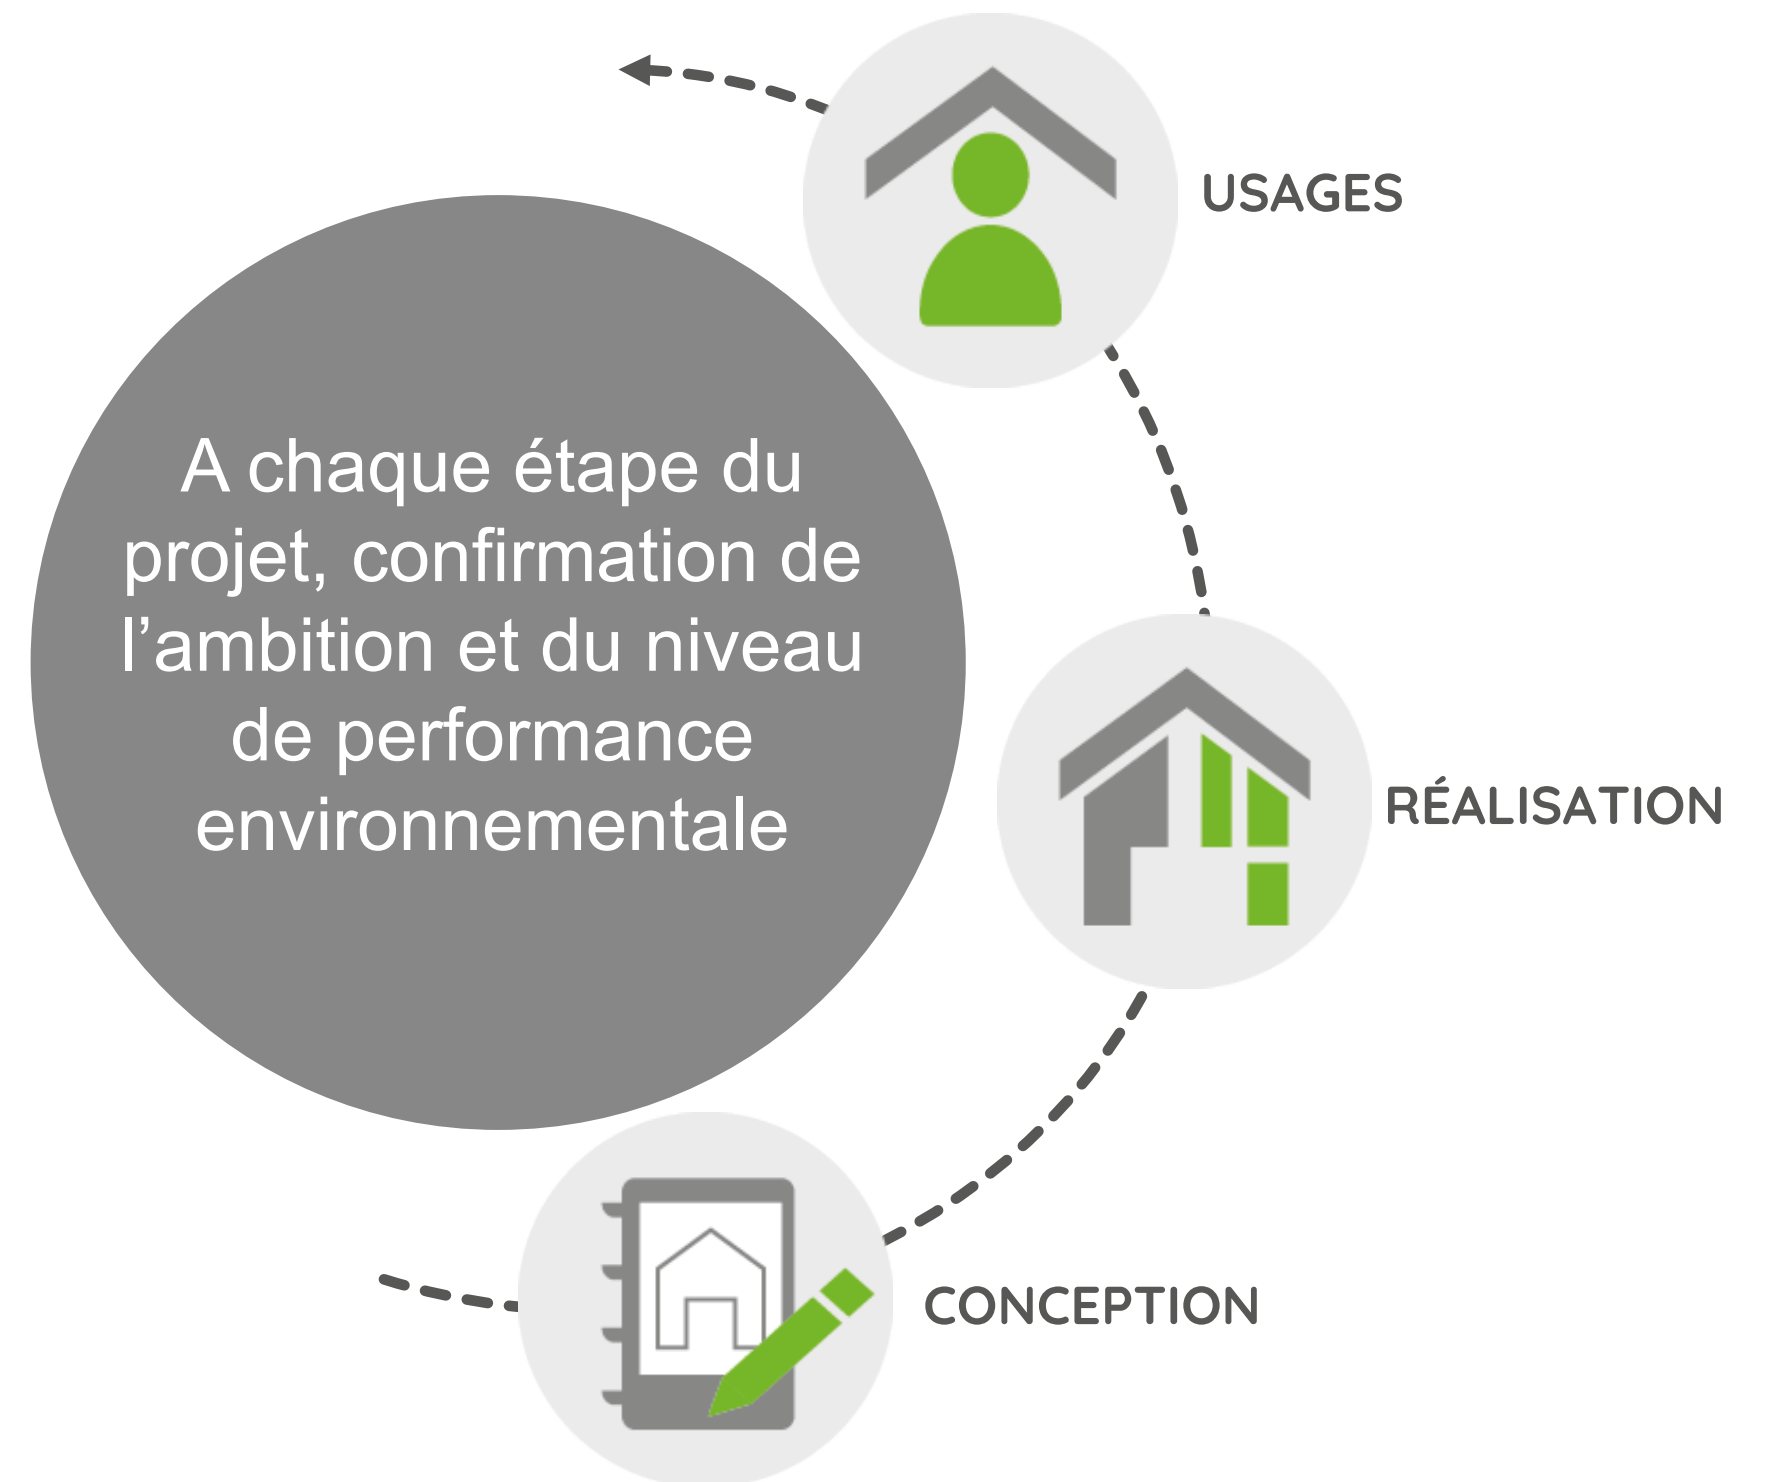 USAGES
A chaque étape du
projet, confirmation de
l’ambition et du niveau
de performance
environnementale
RÉALISATION
CONCEPTION